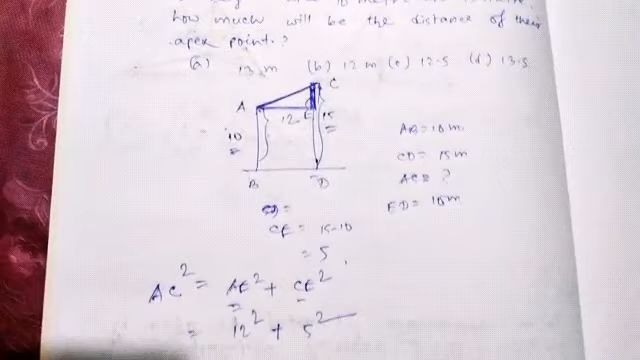 how much will be the distance of their
apex point.?
(a) 13 m (b) 12 m (c) 12.5 (d) 13.5
C
A
12 E 15
10
B D
AB = 10 m
CD = 15 m
AC = ?
ED = 10m
CE = 15-10
= 5
AC² = AE² + CE²
= 12² + 5²